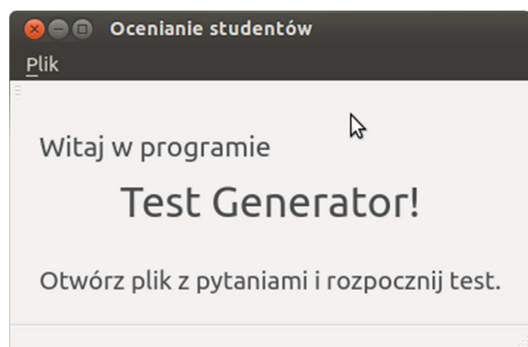 Ocenianie studentów
Plik
Witaj w programie
Test Generator!
Otwórz plik z pytaniami i rozpocznij test.